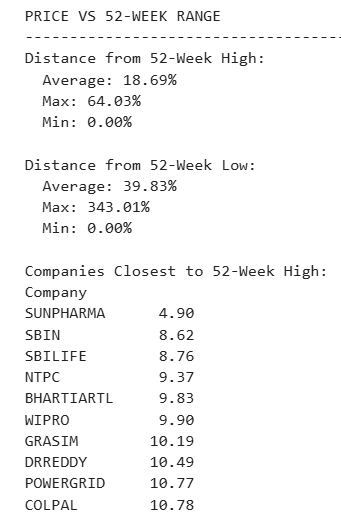 PRICE VS 52-WEEK RANGE
-----------------------------------
Distance from 52-Week High:
  Average: 18.69%
  Max: 64.03%
  Min: 0.00%

Distance from 52-Week Low:
  Average: 39.83%
  Max: 343.01%
  Min: 0.00%

Companies Closest to 52-Week High:
Company
SUNPHARMA      4.90
SBIN           8.62
SBILIFE        8.76
NTPC           9.37
BHARTIARTL     9.83
WIPRO          9.90
GRASIM        10.19
DRREDDY       10.49
POWERGRID     10.77
COLPAL        10.78